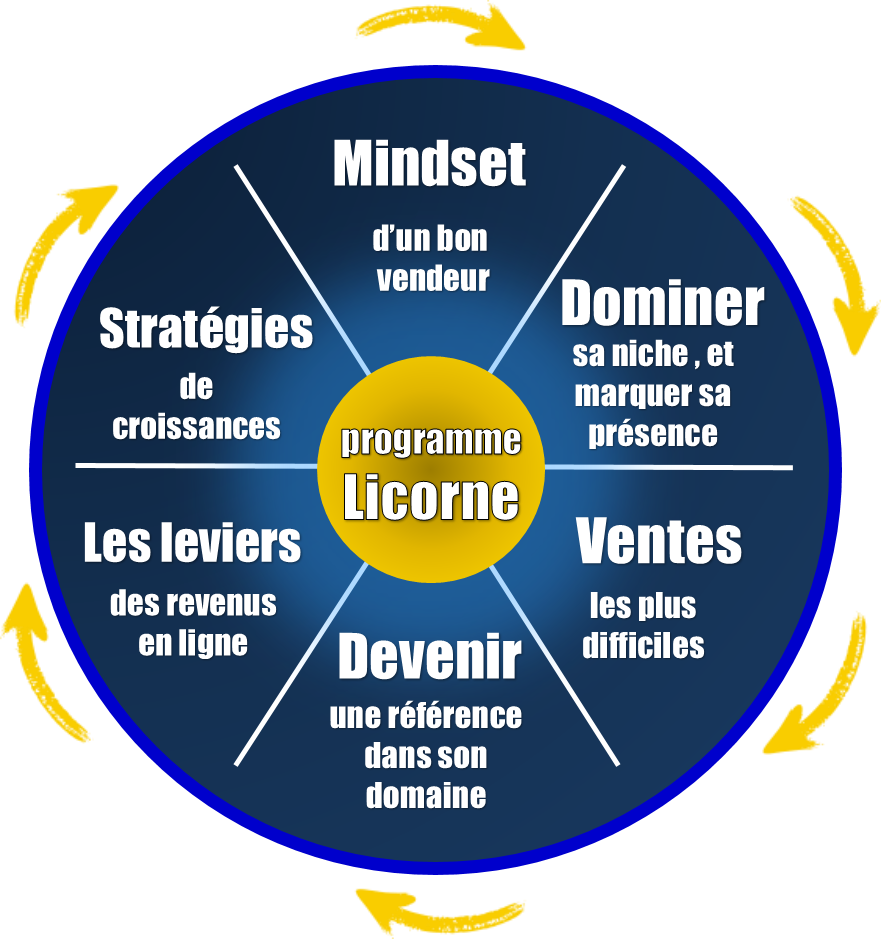 Mindset
d’un bon
vendeur
Dominer
sa niche , et
marquer sa
présence
Ventes
les plus
difficiles
Devenir
une référence
dans son
domaine
Les leviers
des revenus
en ligne
Stratégies
de
croissances
programme
Licorne